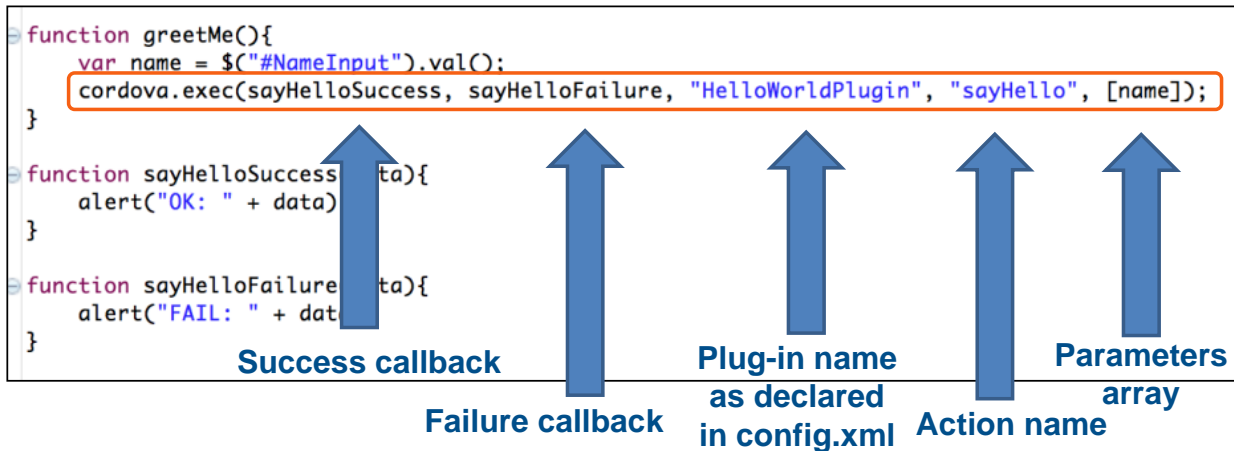 function greetMe(){
    var name = $("#NameInput").val();
    cordova.exec(sayHelloSuccess, sayHelloFailure, "HelloWorldPlugin", "sayHello", [name]);
}
function sayHelloSuccess ta){
    alert("OK: " + data)
}
function sayHelloFailure ta){
    alert("FAIL: " + dat
}
Success callback
Failure callback
Plug-in name
as declared
in config.xml
Action name
Parameters
array